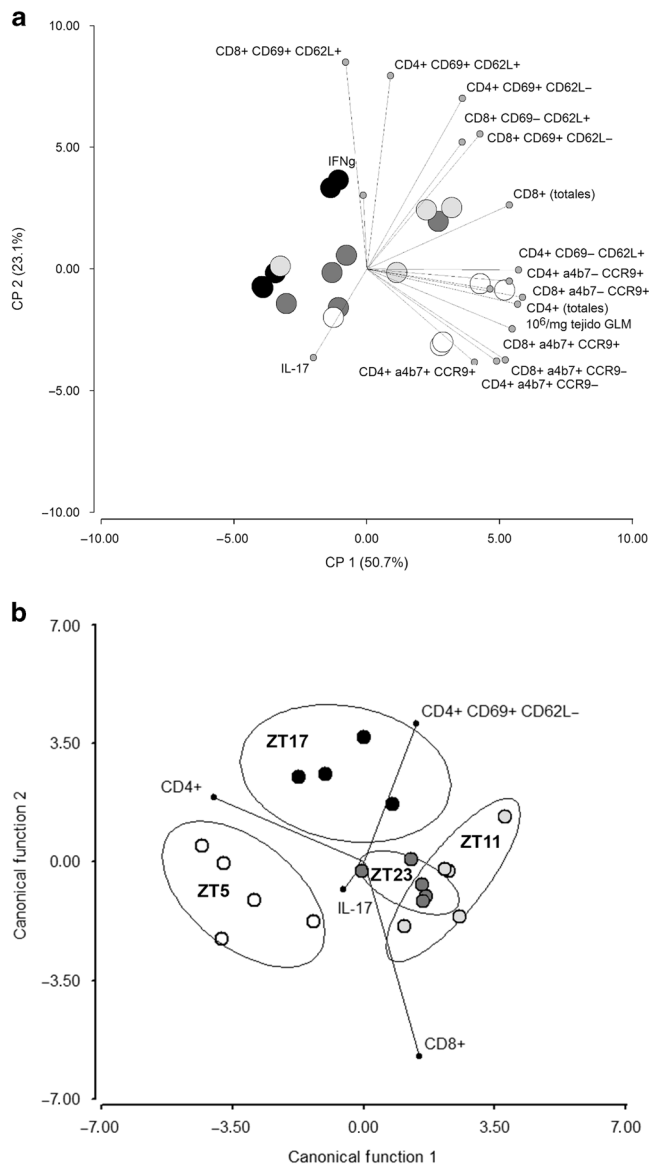 a
10.00
CD8+ CD69+ CD62L+
CD4+ CD69+ CD62L+
CD4+ CD69+ CD62L–
CD8+ CD69– CD62L+
5.00
CD8+ CD69+ CD62L–
IFNg
CD8+ (totales)
CP 2 (23.1%)
0.00
CD4+ CD69– CD62L+
CD4+ a4b7– CCR9+
CD8+ a4b7– CCR9+
CD4+ (totales)
10⁶/mg tejido GLM
CD8+ a4b7+ CCR9+
IL-17
CD4+ a4b7+ CCR9+
CD8+ a4b7+ CCR9–
CD4+ a4b7+ CCR9–
–5.00
–10.00
–10.00 –5.00 0.00 5.00 10.00
CP 1 (50.7%)
b
7.00
CD4+ CD69+ CD62L–
3.50
ZT17
CD4+
Canonical function 2
0.00
ZT11
ZT23
ZT5
IL-17
–3.50
CD8+
–7.00
–7.00 –3.50 0.00 3.50 7.00
Canonical function 1